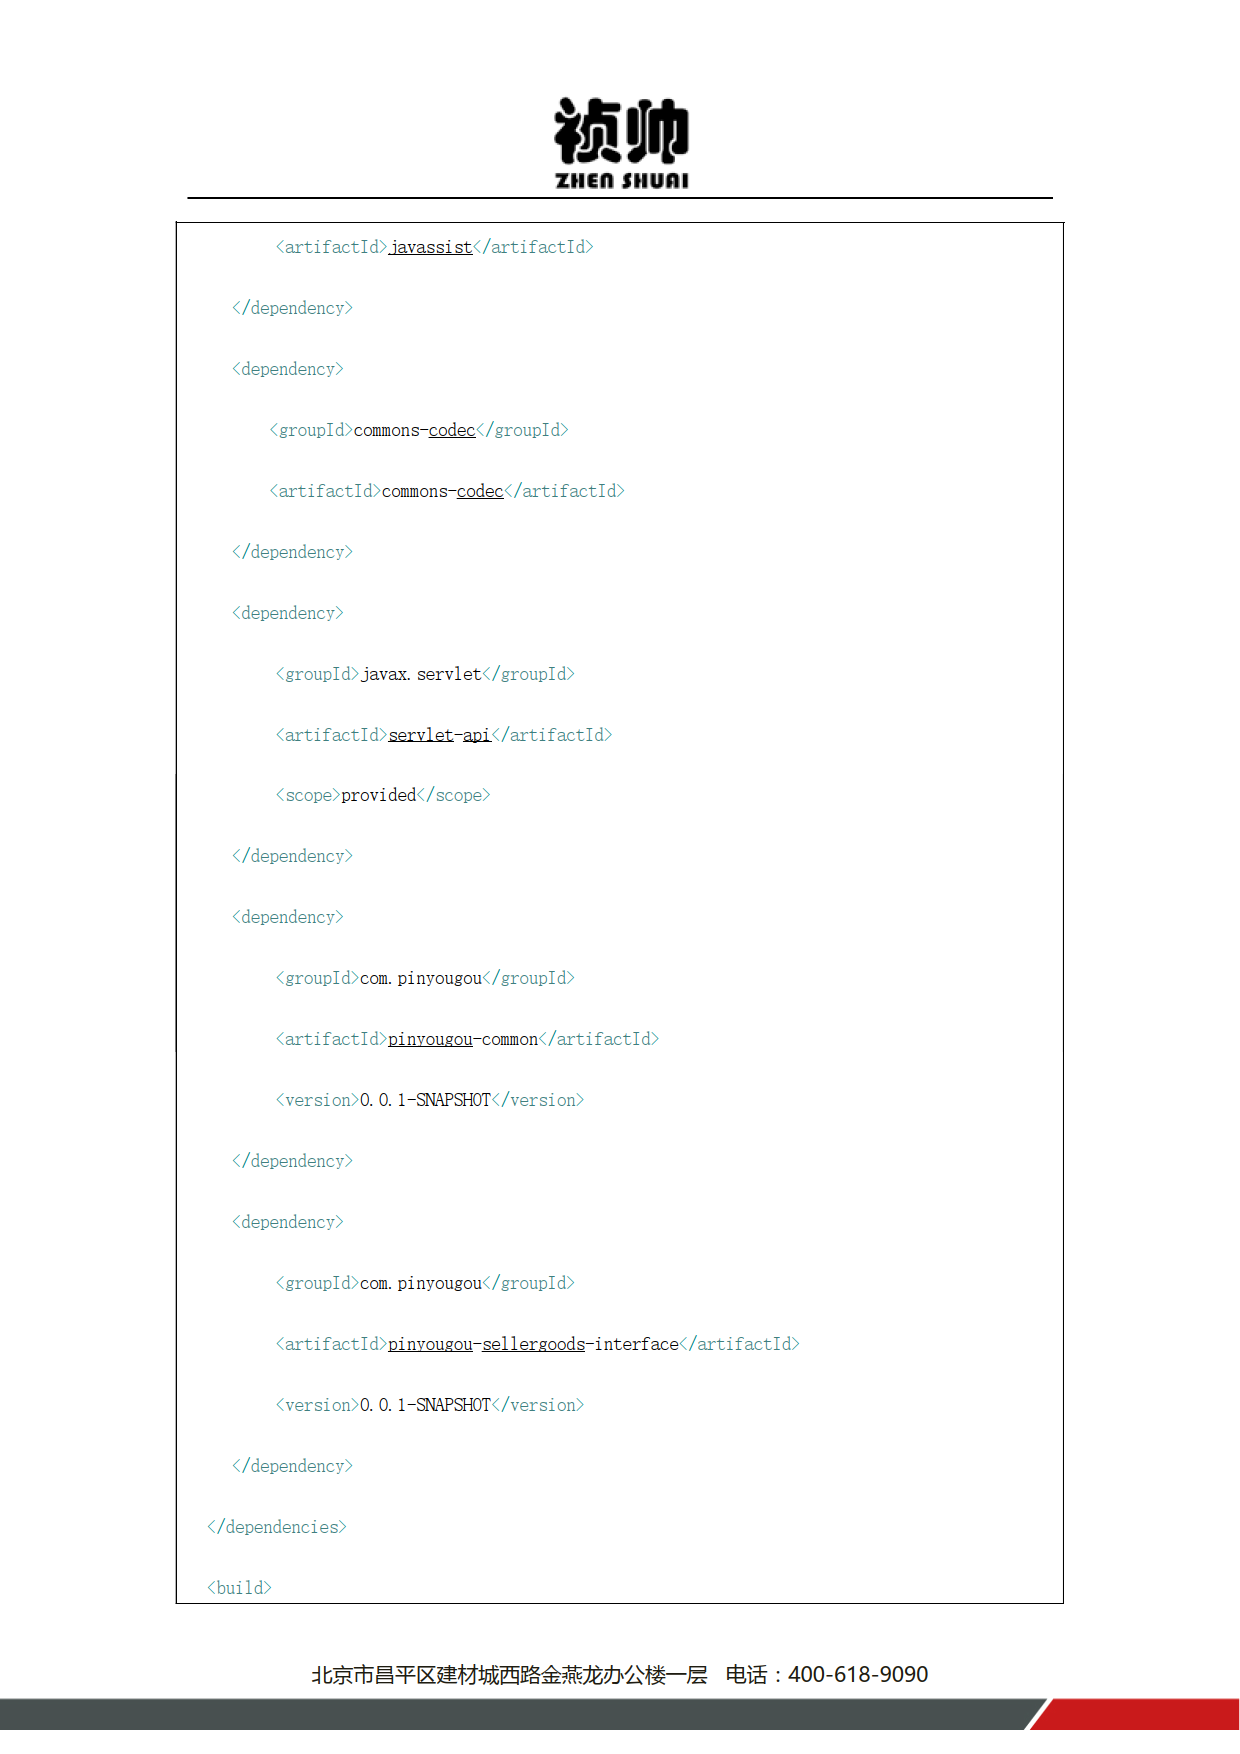 祯帅
ZHEN SHUAI
<artifactId>javassist</artifactId>
</dependency>
<dependency>
<groupId>commons-codec</groupId>
<artifactId>commons-codec</artifactId>
</dependency>
<dependency>
<groupId>javax.servlet</groupId>
<artifactId>servlet-api</artifactId>
<scope>provided</scope>
</dependency>
<dependency>
<groupId>com.pinyougou</groupId>
<artifactId>pinyougou-common</artifactId>
<version>0.0.1-SNAPSHOT</version>
</dependency>
<dependency>
<groupId>com.pinyougou</groupId>
<artifactId>pinyougou-sellergoods-interface</artifactId>
<version>0.0.1-SNAPSHOT</version>
</dependency>
</dependencies>
<build>
北京市昌平区建材城西路金燕龙办公楼一层 电话：400-618-9090